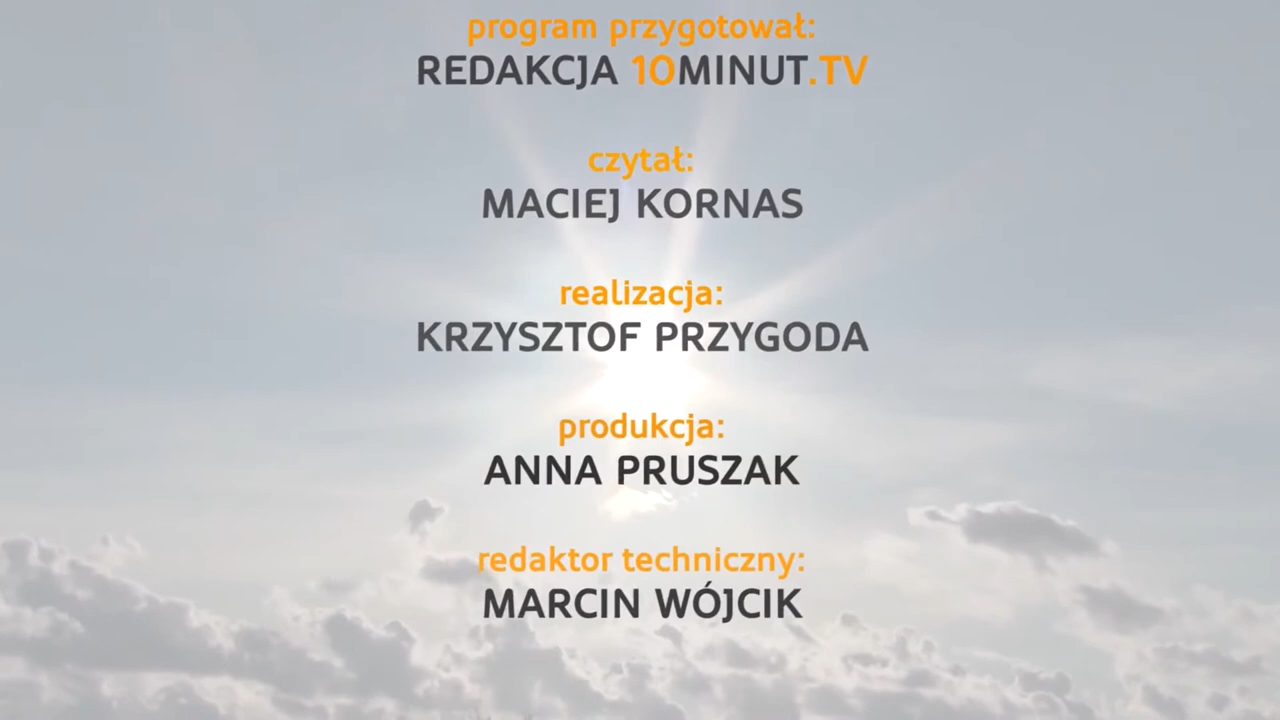 program przygotował:
REDAKCJA 10MINUT.TV
czytał:
MACIEJ KORNAS
realizacja:
KRZYSZTOF PRZYGODA
produkcja:
ANNA PRUSZAK
redaktor techniczny:
MARCIN WÓJCIK